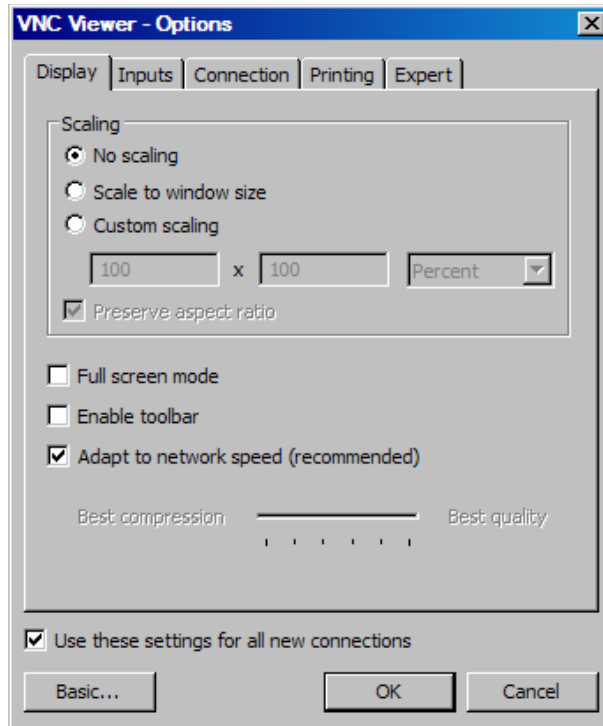 VNC Viewer - Options
Display Inputs Connection Printing Expert
Scaling
No scaling
Scale to window size
Custom scaling
100 x 100 Percent
Preserve aspect ratio
Full screen mode
Enable toolbar
Adapt to network speed (recommended)
Best compression Best quality
Use these settings for all new connections
Basic... OK Cancel